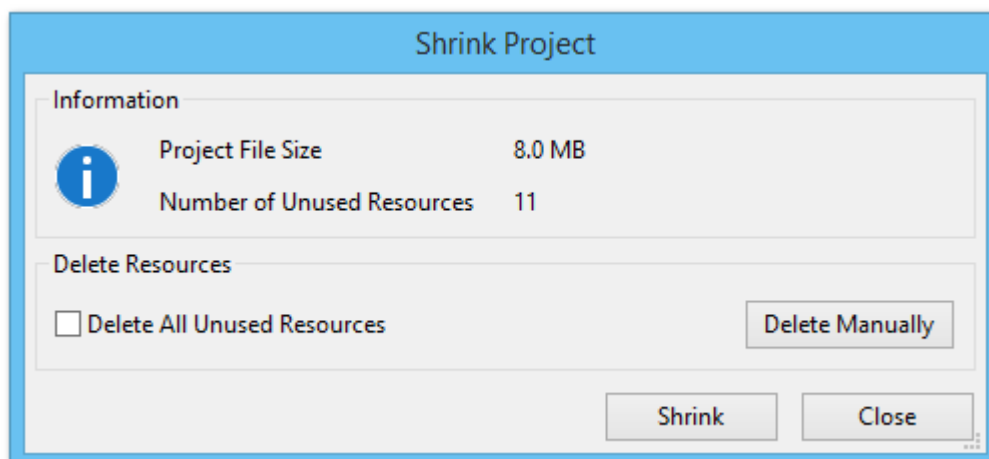 Shrink Project
Information
Project File Size 8.0 MB
Number of Unused Resources 11
Delete Resources
Delete All Unused Resources Delete Manually
Shrink Close